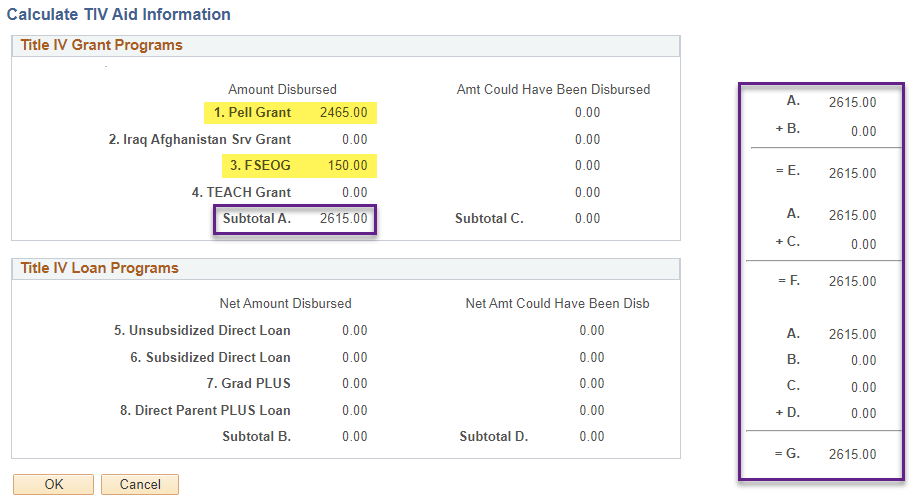 Calculate TIV Aid Information
Title IV Grant Programs
Amount Disbursed Amt Could Have Been Disbursed
1. Pell Grant 2465.00 0.00
2. Iraq Afghanistan Srv Grant 0.00 0.00
3. FSEOG 150.00 0.00
4. TEACH Grant 0.00 0.00
Subtotal A. 2615.00 Subtotal C. 0.00
Title IV Loan Programs
Net Amount Disbursed Net Amt Could Have Been Disb
5. Unsubsidized Direct Loan 0.00 0.00
6. Subsidized Direct Loan 0.00 0.00
7. Grad PLUS 0.00 0.00
8. Direct Parent PLUS Loan 0.00 0.00
Subtotal B. 0.00 Subtotal D. 0.00
OK Cancel
A. 2615.00
+ B. 0.00
= E. 2615.00
A. 2615.00
+ C. 0.00
= F. 2615.00
A. 2615.00
B. 0.00
C. 0.00
+ D. 0.00
= G. 2615.00